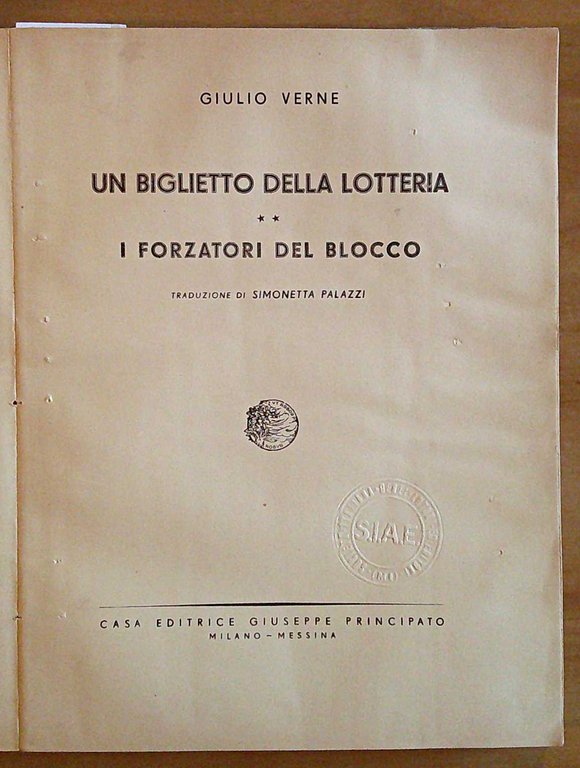 GIULIO VERNE
UN BIGLIETTO DELLA LOTTERIA
★ ★
I FORZATORI DEL BLOCCO
TRADUZIONE DI SIMONETTA PALAZZI
S.I.A.E.
CASA EDITRICE GIUSEPPE PRINCIPATO
MILANO - MESSINA